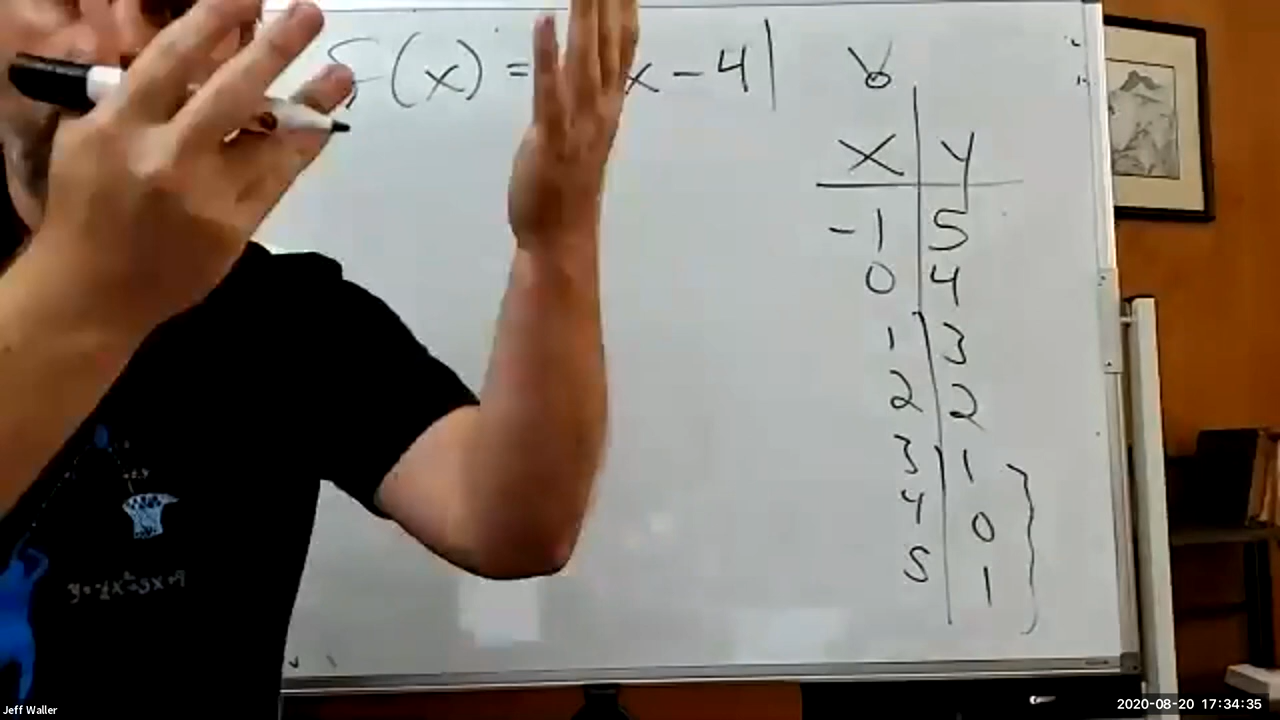 f(x) = x - 4|
x y
-1 5
0 4
1 3
2 2
3 1
4 0
5 1
Jeff Waller
2020-08-20 17:34:35